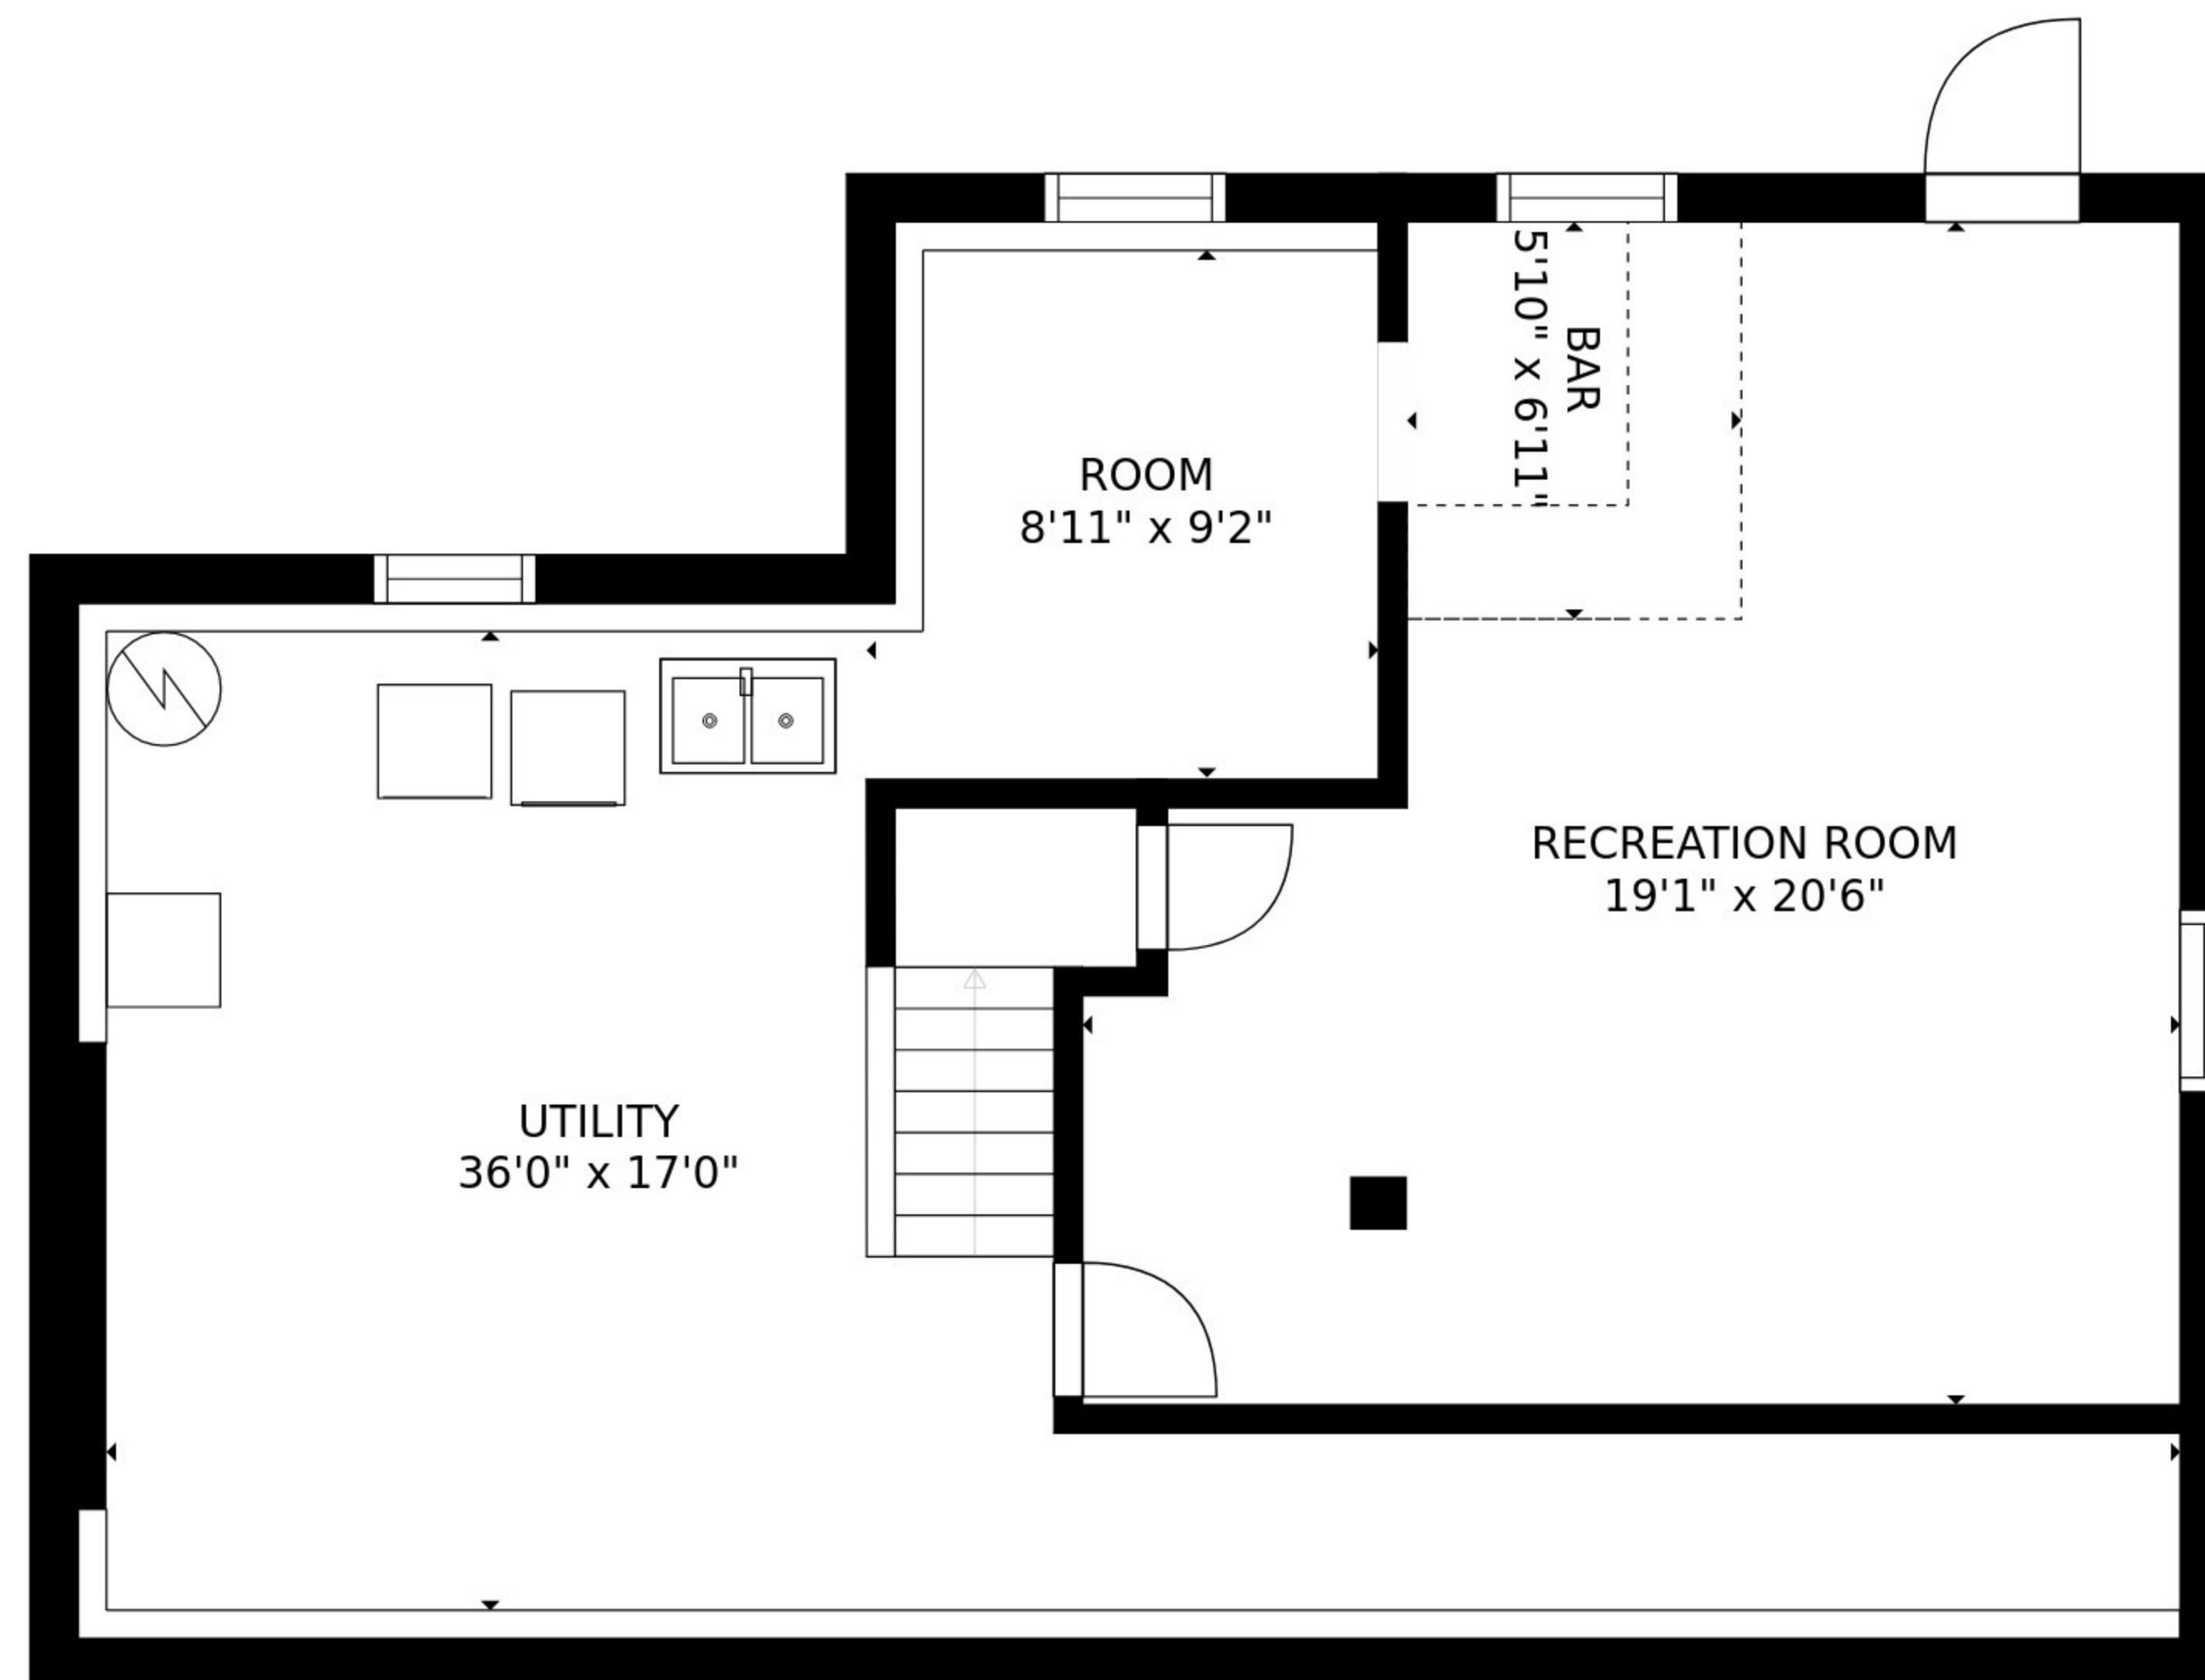 BAR
5'10" x 6'11"
ROOM
8'11" x 9'2"
RECREATION ROOM
19'1" x 20'6"
UTILITY
36'0" x 17'0"